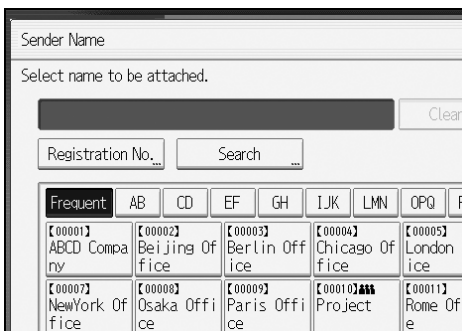 Sender Name
Select name to be attached.
Clear
Registration No. Search
Frequent AB CD EF GH IJK LMN OPQ
【00001】 【00002】 【00003】 【00004】 【00005】
ABCD Compa Beijing Of Berlin Off Chicago Of London
ny fice ice fice ice
【00007】 【00008】 【00009】 【00010】 【00011】
NewYork Of Osaka Offi Paris Offi Project Rome Of
fice ce ce e